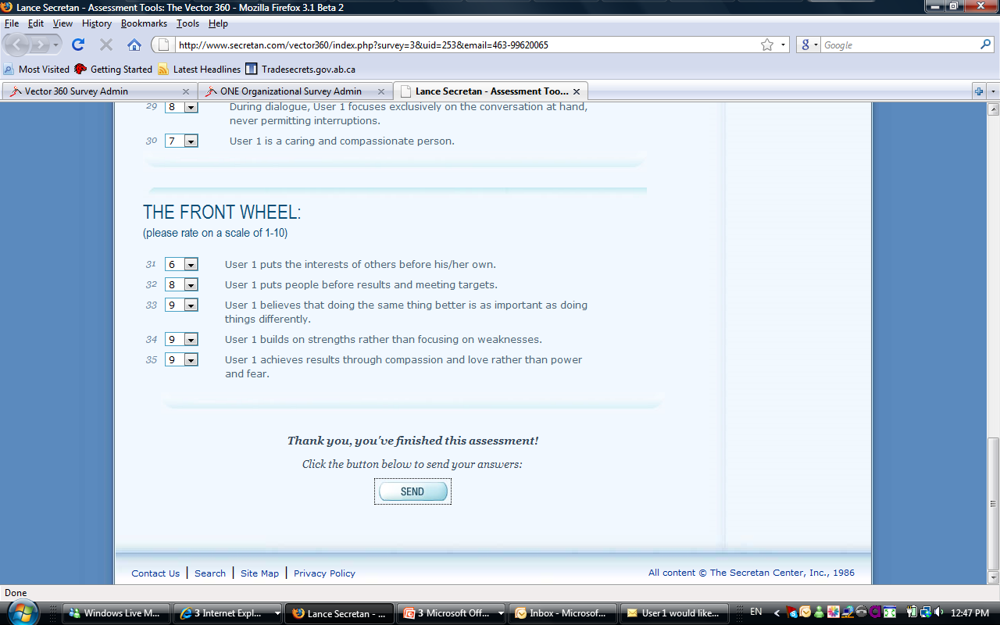 Lance Secretan - Assessment Tools: The Vector 360 - Mozilla Firefox 3.1 Beta 2
File Edit View History Bookmarks Tools Help
http://www.secretan.com/vector360/index.php?survey=3&uid=253&email=463-99620065
Google
Most Visited Getting Started Latest Headlines Tradesecrets.gov.ab.ca
Vector 360 Survey Admin
ONE Organizational Survey Admin
Lance Secretan - Assessment Too...
29 8 During dialogue, User 1 focuses exclusively on the conversation at hand,
never permitting interruptions.
30 7 User 1 is a caring and compassionate person.
THE FRONT WHEEL:
(please rate on a scale of 1-10)
31 6 User 1 puts the interests of others before his/her own.
32 8 User 1 puts people before results and meeting targets.
33 9 User 1 believes that doing the same thing better is as important as doing
things differently.
34 9 User 1 builds on strengths rather than focusing on weaknesses.
35 9 User 1 achieves results through compassion and love rather than power
and fear.
Thank you, you've finished this assessment!
Click the button below to send your answers:
SEND
Contact Us | Search | Site Map | Privacy Policy
All content © The Secretan Center, Inc., 1986
Done
Windows Live M...
3 Internet Expl...
Lance Secretan - ...
3 Microsoft Off...
Inbox - Microsof...
User 1 would like...
EN
12:47 PM